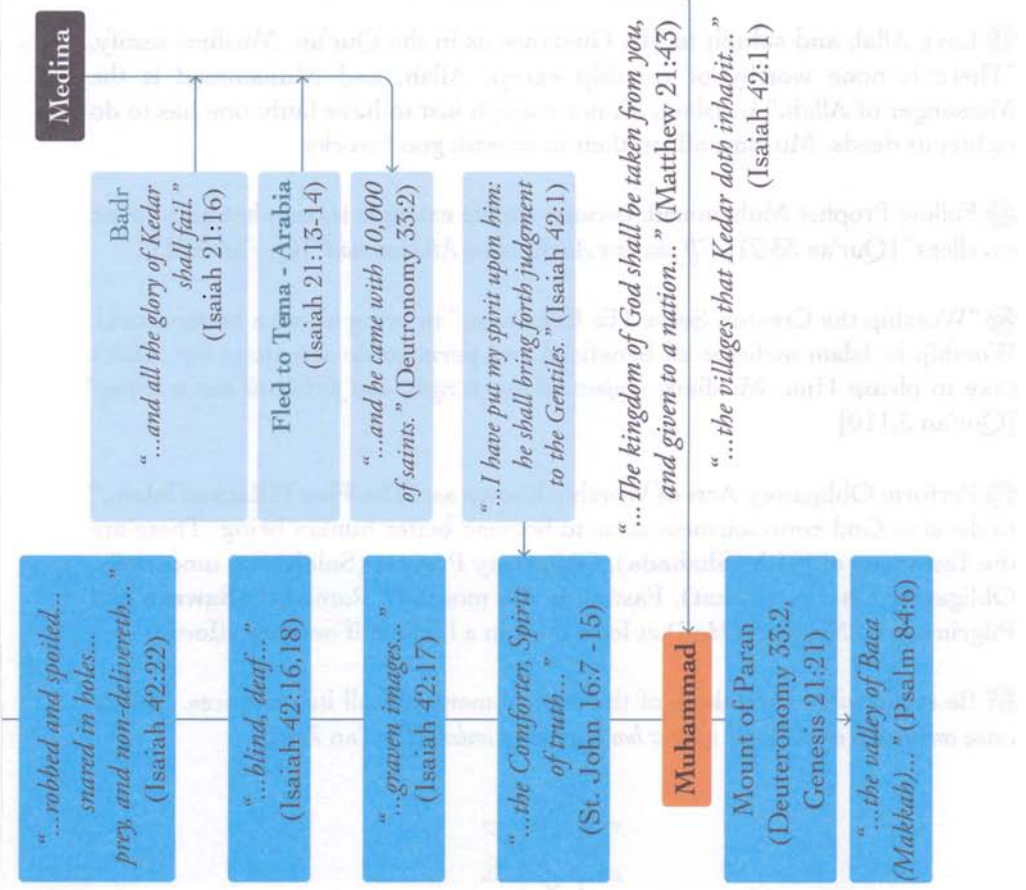 "...robbed and spoiled...
snared in holes...
prey, and non-delivereth."
(Isaiah 42:22)
"...blind, deaf..."
(Isaiah 42:16,18)
"...graven images..."
(Isaiah 42:17)
"...the Comforter, Spirit
of truth..."
(St. John 16:7 -15)
Muhammad
Mount of Paran
(Deuteronomy 33:2
Genesis 21:21)
"...the valley of Baca
(Makkah)... (Psalm 84:6)
Medina
Badr
"...and all the glory of Kedar
shall fail."
(Isaiah 21:16)
Fled to Tema - Arabia
(Isaiah 21:13-14)
"...and he came with 10,000
of saints." (Deutronomy 33:2)
"...I have put my spirit upon him:
he shall bring forth judgment
to the Gentile." (Isaiah 42:1)
"...The kingdom of God shall be taken from you,
and given to a nation..." (Matthew 21:43)
"...the villages that Kedar doth inhabit..."
(Isaiah 42:11)